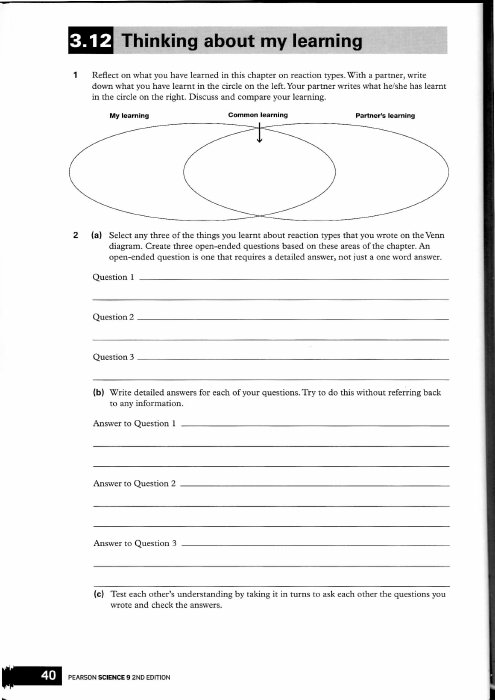 3.12 Thinking about my learning
1 Reflect on what you have learned in this chapter on reaction types. With a partner, write
down what you have learnt in the circle on the left. Your partner writes what he/she has learnt
in the circle on the right. Discuss and compare your learning.
My learning Common learning Partner's learning
2 (a) Select any three of the things you learnt about reaction types that you wrote on the Venn
diagram. Create three open-ended questions based on these areas of the chapter. An
open-ended question is one that requires a detailed answer, not just a one word answer.
Question 1
Question 2
Question 3
(b) Write detailed answers for each of your questions. Try to do this without referring back
to any information.
Answer to Question 1
Answer to Question 2
Answer to Question 3
(c) Test each other's understanding by taking it in turns to ask each other the questions you
wrote and check the answers.
40 PEARSON SCIENCE 9 2ND EDITION